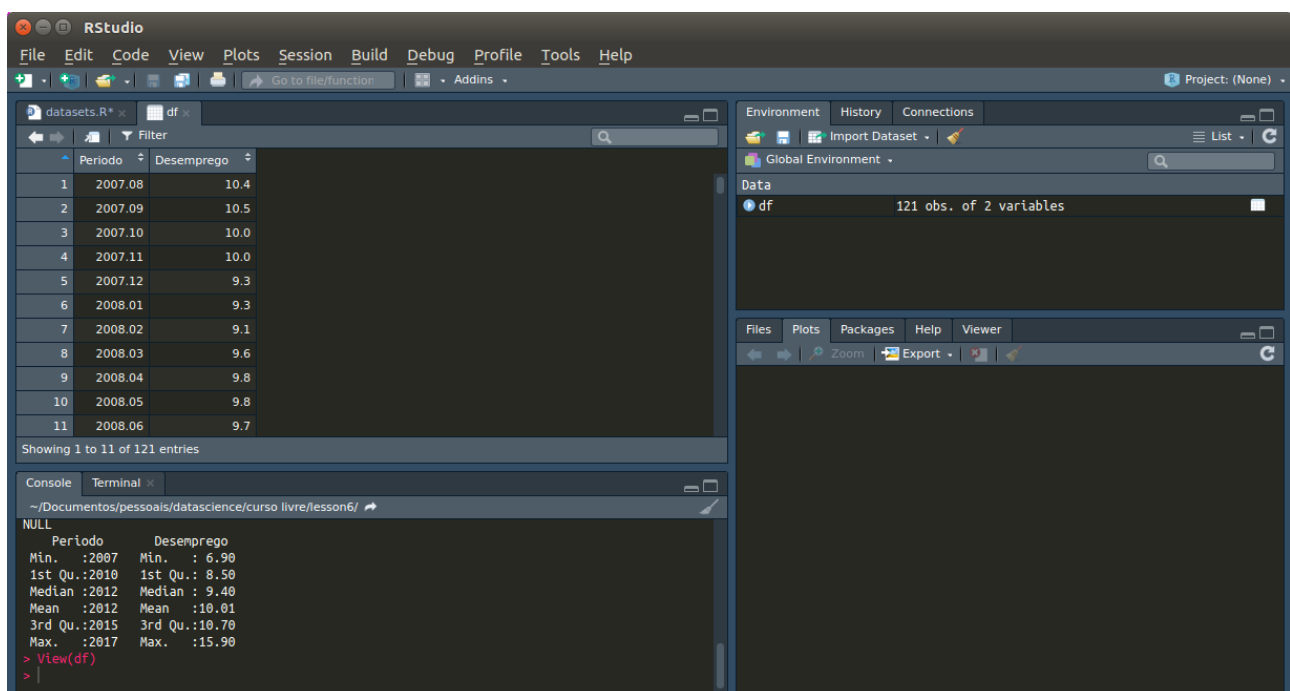 RStudio
File Edit Code View Plots Session Build Debug Profile Tools Help
Go to file/function Addins Project: (None)
datasets.R* df
Filter
Periodo Desemprego
1 2007.08 10.4
2 2007.09 10.5
3 2007.10 10.0
4 2007.11 10.0
5 2007.12 9.3
6 2008.01 9.3
7 2008.02 9.1
8 2008.03 9.6
9 2008.04 9.8
10 2008.05 9.8
11 2008.06 9.7
Showing 1 to 11 of 121 entries
Console Terminal
~/Documentos/pessoais/datascience/curso livre/lesson6/
NULL
Periodo Desemprego
Min. :2007 Min. : 6.90
1st Qu.:2010 1st Qu.: 8.50
Median :2012 Median : 9.40
Mean :2012 Mean :10.01
3rd Qu.:2015 3rd Qu.:10.70
Max. :2017 Max. :15.90
> View(df)
>
Environment History Connections
Import Dataset List
Global Environment
Data
df 121 obs. of 2 variables
Files Plots Packages Help Viewer
Zoom Export